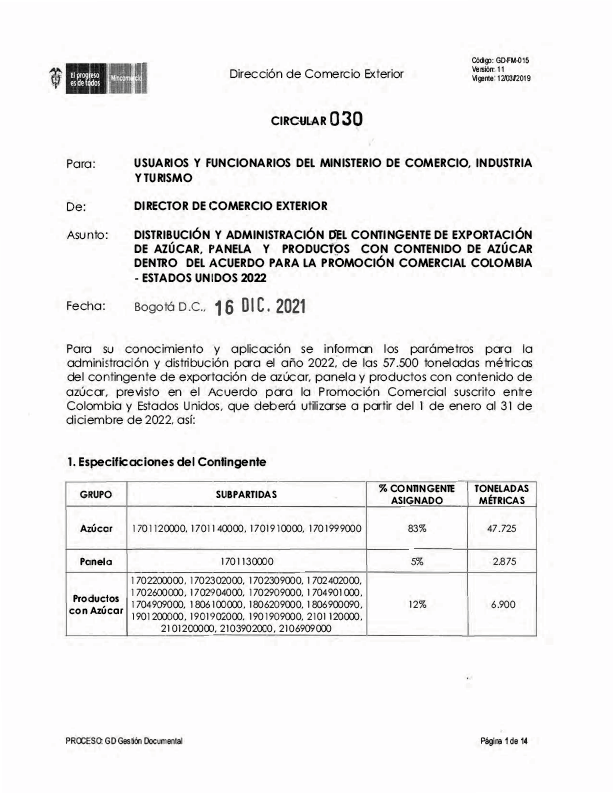 El progreso
es de todos
Mincomercio
Dirección de Comercio Exterior
Código: GD-FM-015
Versión: 11
Vigente: 12/03/2019
CIRCULAR 030
Para: USUARIOS Y FUNCIONARIOS DEL MINISTERIO DE COMERCIO, INDUSTRIA
Y TURISMO
De: DIRECTOR DE COMERCIO EXTERIOR
Asunto: DISTRIBUCIÓN Y ADMINISTRACIÓN DEL CONTINGENTE DE EXPORTACIÓN
DE AZÚCAR, PANELA Y PRODUCTOS CON CONTENIDO DE AZÚCAR
DENTRO DEL ACUERDO PARA LA PROMOCIÓN COMERCIAL COLOMBIA
- ESTADOS UNIDOS 2022
Fecha: Bogotá D.C., 16 DIC. 2021
Para su conocimiento y aplicación se informan los parámetros para la
administración y distribución para el año 2022, de las 57.500 toneladas métricas
del contingente de exportación de azúcar, panela y productos con contenido de
azúcar, previsto en el Acuerdo para la Promoción Comercial suscrito entre
Colombia y Estados Unidos, que deberá utilizarse a partir del 1 de enero al 31 de
diciembre de 2022, así:
1. Especificaciones del Contingente
GRUPO SUBPARTIDAS % CONTINGENTE ASIGNADO TONELADAS MÉTRICAS
Azúcar 1701120000, 1701140000, 1701910000, 1701999000 83% 47.725
Panela 1701130000 5% 2.875
Productos con Azúcar
1702200000, 1702302000, 1702309000, 1702402000,
1702600000, 1702904000, 1702909000, 1704901000,
1704909000, 1806100000, 1806209000, 1806900090,
1901200000, 1901902000, 1901909000, 2101120000,
2101200000, 2103902000, 2106909000
12% 6.900
PROCESO: GD Gestión Documental Página 1 de 14